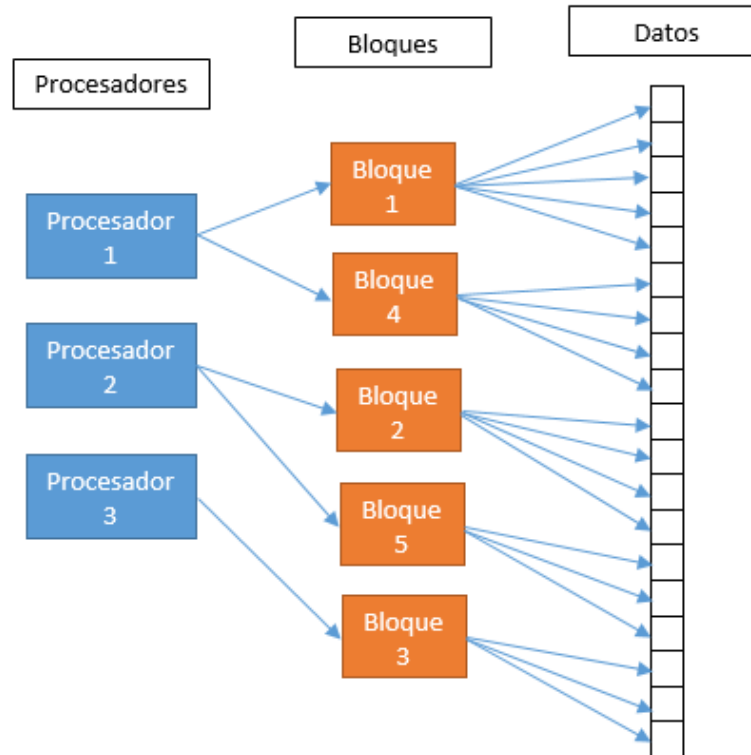 Procesadores
Bloques
Datos
Procesador
1
Procesador
2
Procesador
3
Bloque
1
Bloque
4
Bloque
2
Bloque
5
Bloque
3